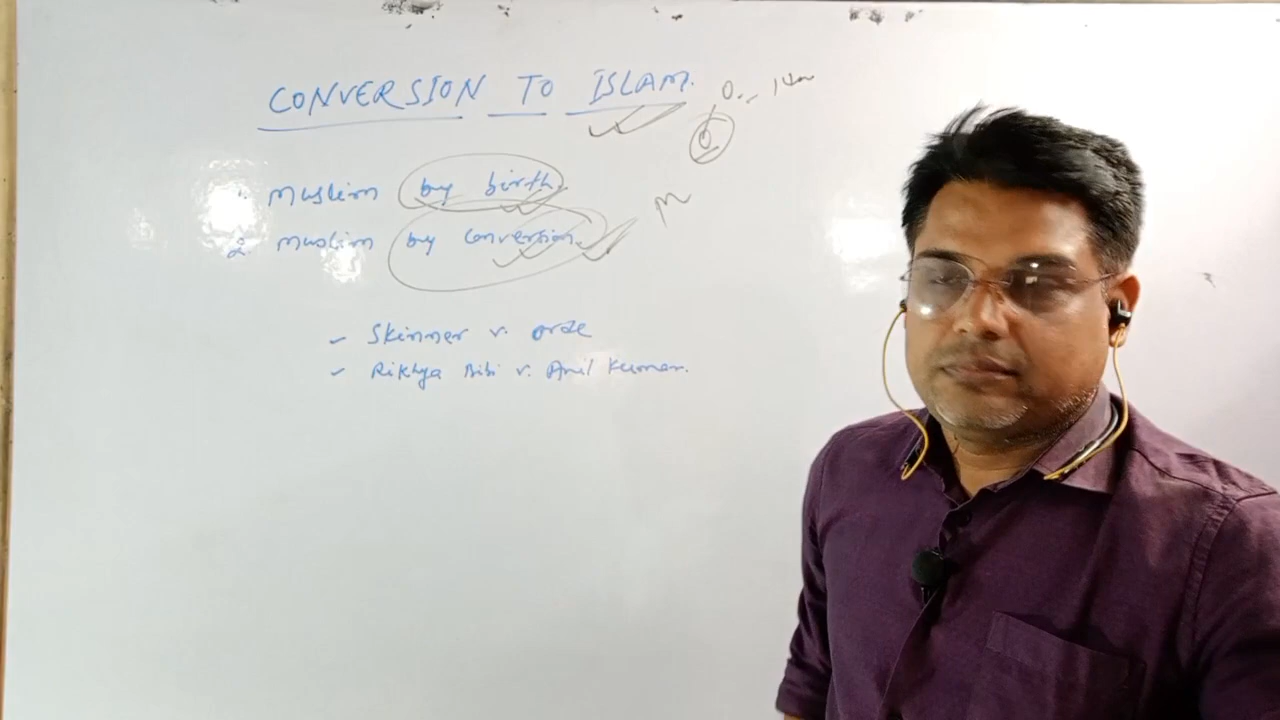 CONVERSION TO ISLAM.
1. Muslim by birth.
2. Muslim by conversion.
M
Skinner v. orde
Rikhya Bibi v. Anil Kumar.